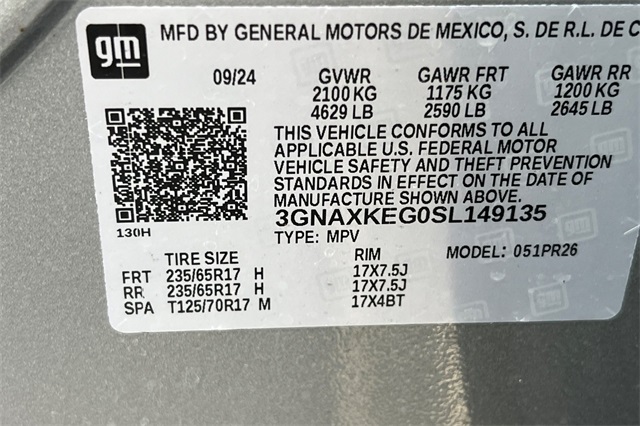 gm
MFD BY GENERAL MOTORS DE MEXICO, S. DE R.L. DE C
09/24 GVWR GAWR FRT GAWR RR
2100 KG 1175 KG 1200 KG
4629 LB 2590 LB 2645 LB
THIS VEHICLE CONFORMS TO ALL
APPLICABLE U.S. FEDERAL MOTOR
VEHICLE SAFETY AND THEFT PREVENTION
STANDARDS IN EFFECT ON THE DATE OF
MANUFACTURE SHOWN ABOVE.
3GNAXKEG0SL149135
130H
TYPE: MPV MODEL: 051PR26
TIRE SIZE RIM
FRT 235/65R17 H 17X7.5J
RR 235/65R17 H 17X7.5J
SPA T125/70R17 M 17X4BT